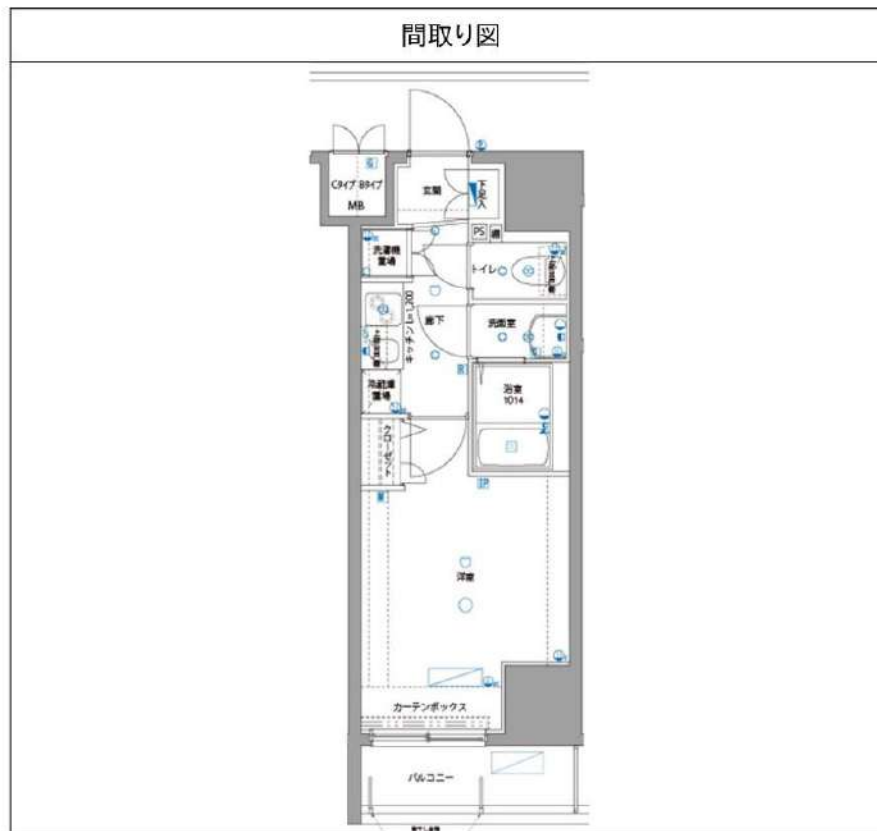 間取り図
Cタイプ Bタイプ
MB
玄関
下足入
PS
洗濯機
置場
トイレ
キッチン L=1,200
廊下
洗面室
冷蔵庫
置場
浴室
1014
クローゼット
洋室
カーテンボックス
バルコニー